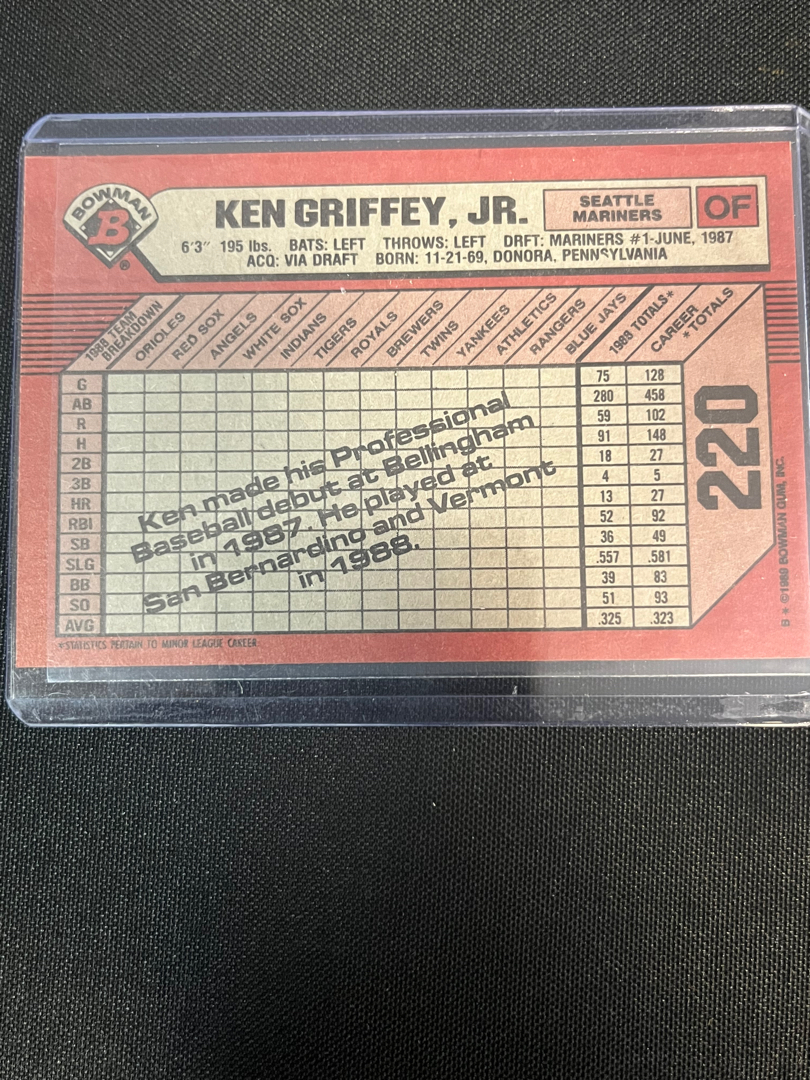 BOWMAN
B
®
KEN GRIFFEY, JR.
SEATTLE
MARINERS
OF
6'3" 195 lbs. BATS: LEFT THROWS: LEFT DRFT: MARINERS #1-JUNE, 1987
ACQ: VIA DRAFT BORN: 11-21-69, DONORA, PENNSYLVANIA
1988 TEAM
BREAKDOWN
ORIOLES
RED SOX
ANGELS
WHITE SOX
INDIANS
TIGERS
ROYALS
BREWERS
TWINS
YANKEES
ATHLETICS
RANGERS
BLUE JAYS
1988 TOTALS*
CAREER
*TOTALS
G 75 128
AB 280 458
R 59 102
H 91 148
2B 18 27
3B 4 5
HR 13 27
RBI 52 92
SB 36 49
SLG .557 .581
BB 39 83
SO 51 93
AVG .325 .323
Ken made his Professional
Baseball debut at Bellingham
in 1987. He played at
San Bernardino and Vermont
in 1988.
220
B * ©1989 BOWMAN GUM, INC.
*STATISTICS PERTAIN TO MINOR LEAGUE CAREER